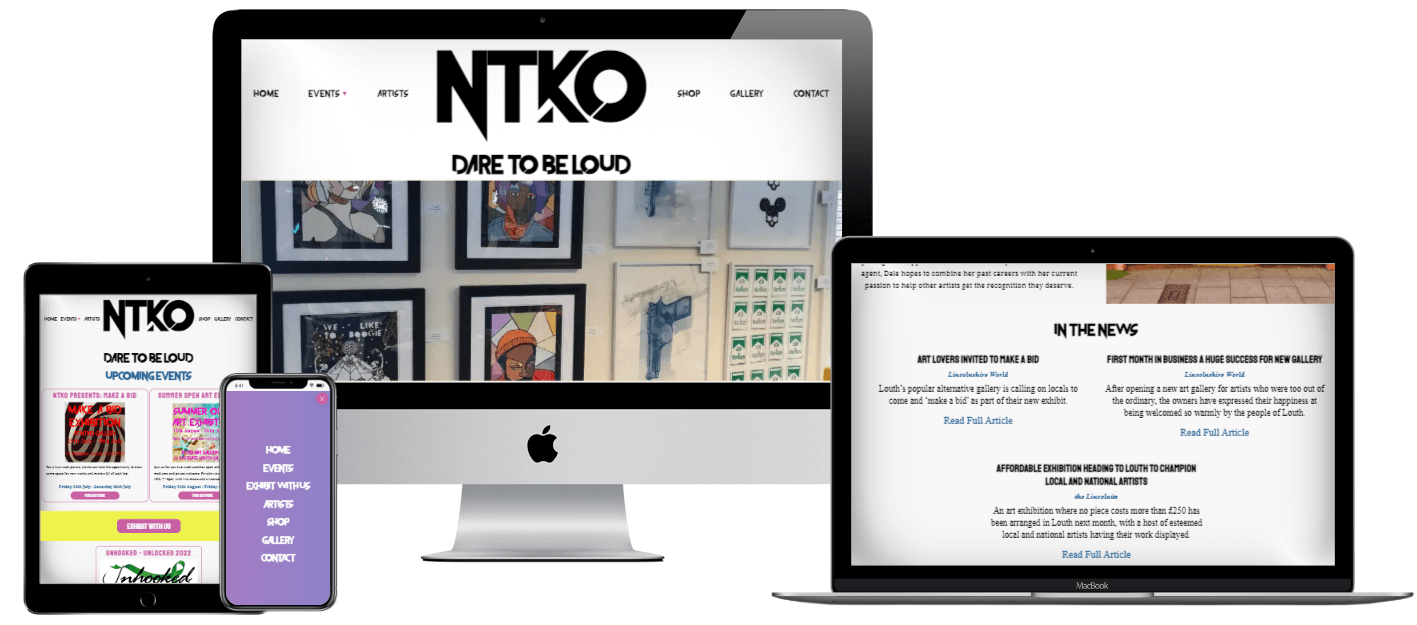 HOME
EVENTS
ARTISTS
NTKO
SHOP
GALLERY
CONTACT
DARE TO BE LOUD
WE LIKE
TO BOOGIE
agent, Dale hopes to combine her past careers with her current
passion to help other artists get the recognition they deserve.
IN THE NEWS
ART LOVERS INVITED TO MAKE A BID
Lincolnshire World
Louth's popular alternative gallery is calling on locals to
come and 'make a bid' as part of their new exhibit.
Read Full Article
FIRST MONTH IN BUSINESS A HUGE SUCCESS FOR NEW GALLERY
Lincolnshire World
After opening a new art gallery for artists who were too out of
the ordinary, the owners have expressed their happiness at
being welcomed so warmly by the people of Louth.
Read Full Article
AFFORDABLE EXHIBITION HEADING TO LOUTH TO CHAMPION
LOCAL AND NATIONAL ARTISTS
the Lincolnite
An art exhibition where no piece costs more than £250 has
been arranged in Louth next month, with a host of esteemed
local and national artists having their work displayed.
Read Full Article
MacBook
HOME EVENTS ARTISTS NTKO SHOP GALLERY CONTACT
DARE TO BE LOUD
UPCOMING EVENTS
NTKO PRESENTS: MAKE A BID
MAKE A BID
EXHIBITION
Friday 15th July - Saturday 20th July
FIND OUT MORE
SUMMER OPEN ART E
SUMMER O
ART EXHIBIT
Friday 12th August - Friday
FIND OUT MORE
EXHIBIT WITH US
UNHOOKED - UNLOCKED 2022
Unhooked
9:41
HOME
EVENTS
EXHIBIT WITH US
ARTISTS
SHOP
GALLERY
CONTACT